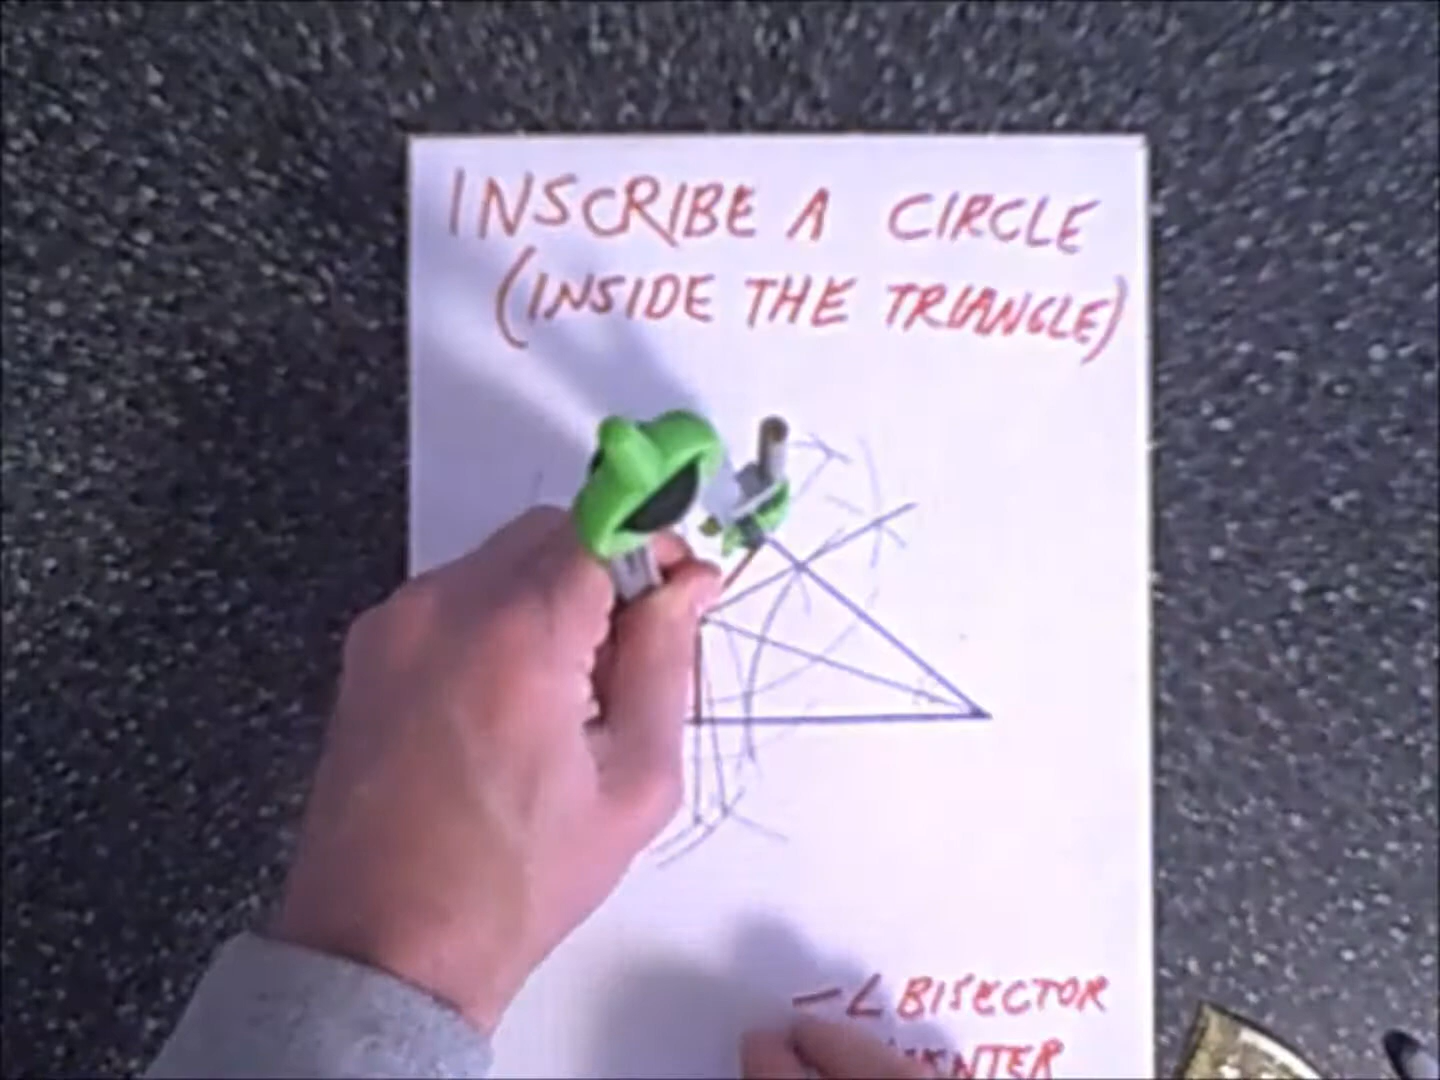 INSCRIBE A CIRCLE
(INSIDE THE TRIANGLE)
– ∠ BISECTOR